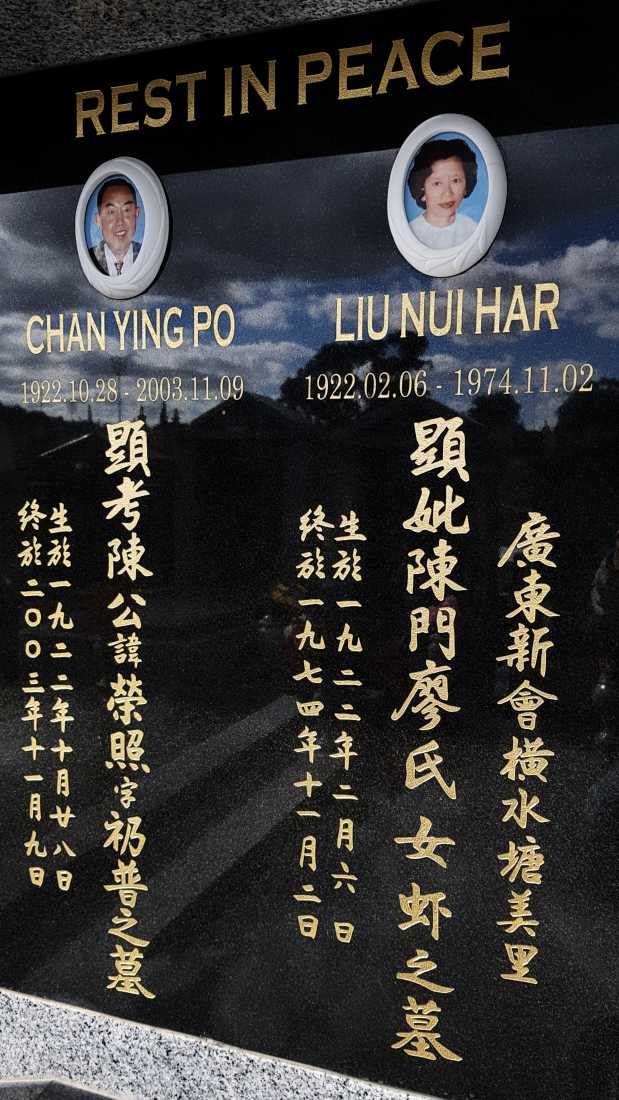 REST IN PEACE
CHAN YING PO
LIU NUI HAR
1922.10.28 - 2003.11.09
1922.02.06 - 1974.11.02
廣東新會橫水塘美里
顯妣陳門廖氏女虾之墓
生於一九二二年二月六日
終於一九七四年十一月二日
顯考陳公諱榮照字礽普之墓
生於一九二二年十月廿八日
終於二〇〇三年十一月九日